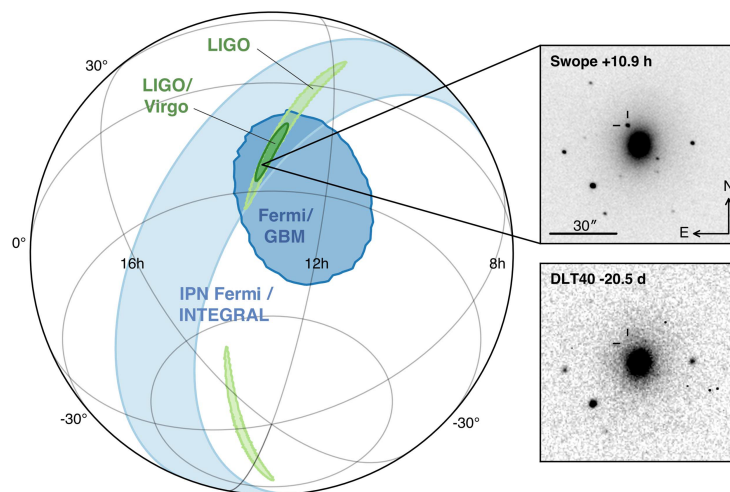 LIGO
LIGO/
Virgo
30°
0°
16h
12h
8h
Fermi/
GBM
IPN Fermi /
INTEGRAL
-30°
-30°
Swope +10.9 h
30″
N
E
DLT40 -20.5 d